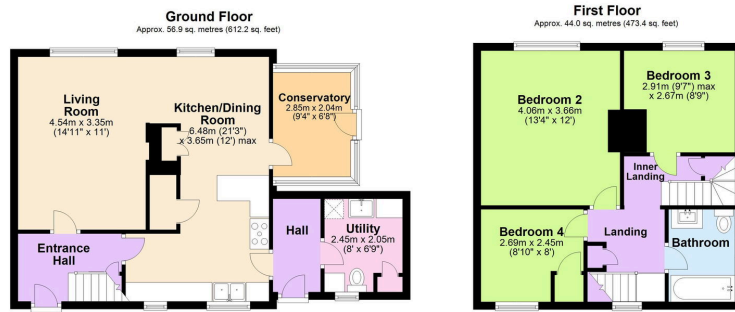 Ground Floor
Approx. 56.9 sq. metres (612.2 sq. feet)
Living
Room
4.54m x 3.35m
(14'11" x 11')
Kitchen/Dining
Room
6.48m (21'3")
x 3.65m (12') max
Conservatory
2.85m x 2.04m
(9'4" x 6'8")
Entrance
Hall
Hall
Utility
2.45m x 2.05m
(8' x 6'9")
First Floor
Approx. 44.0 sq. metres (473.4 sq. feet)
Bedroom 2
4.06m x 3.66m
(13'4" x 12')
Bedroom 3
2.91m (9'7") max
x 2.67m (8'9")
Inner
Landing
Landing
Bedroom 4
2.69m x 2.45m
(8'10" x 8')
Bathroom